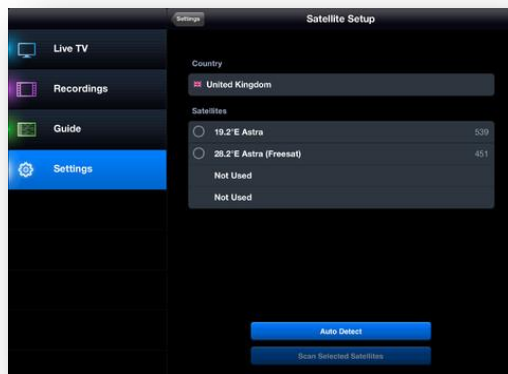 Settings
Satellite Setup
Live TV
Recordings
Guide
Settings
Country
United Kingdom
Satellites
19.2°E Astra 539
28.2°E Astra (Freesat) 451
Not Used
Not Used
Auto Detect
Scan Selected Satellites